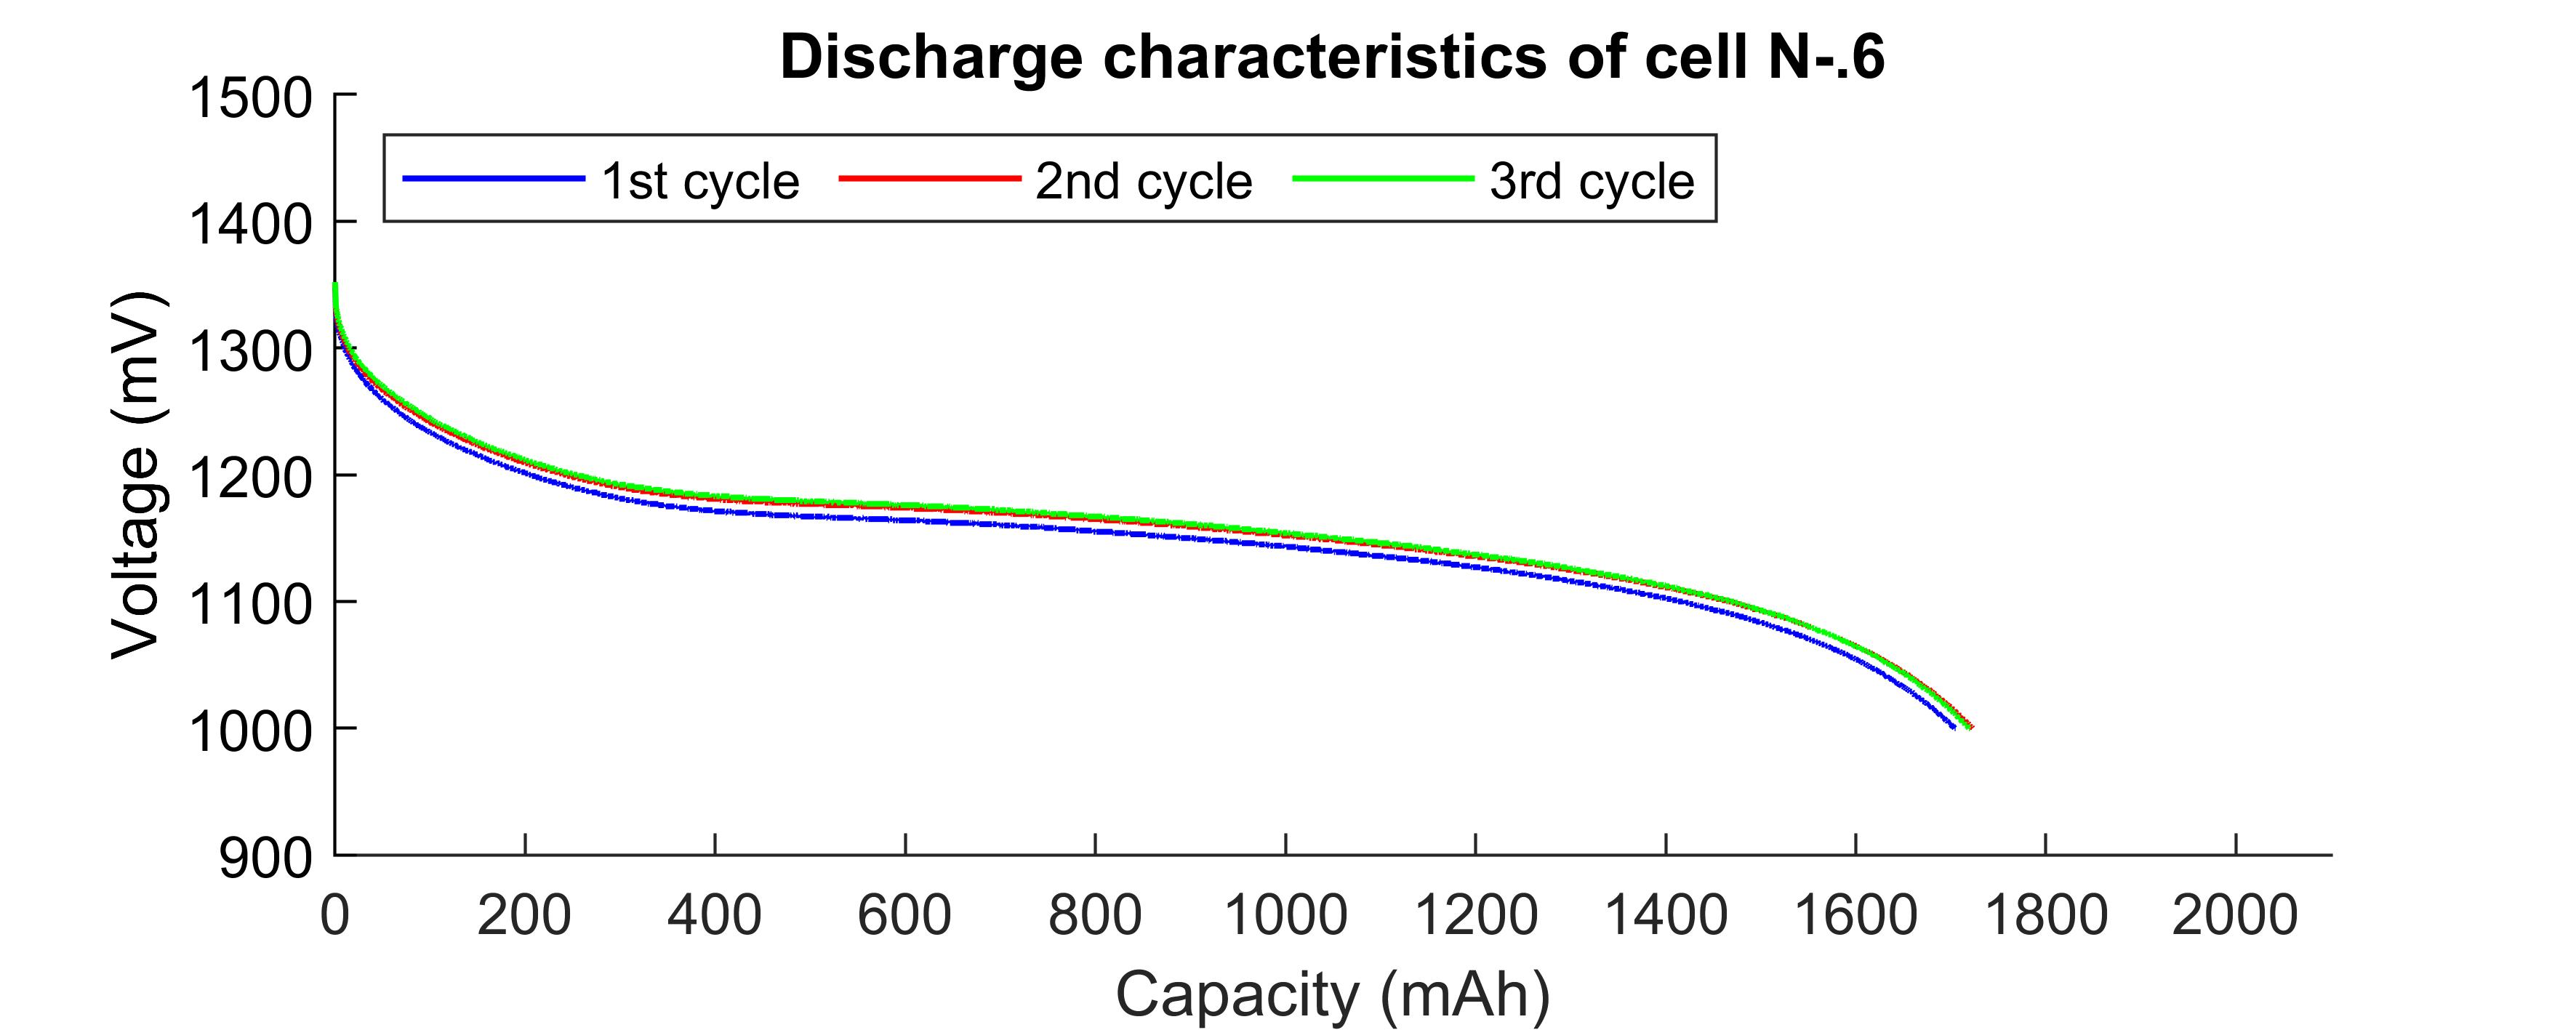 Discharge characteristics of cell N-.6
1500
1st cycle 2nd cycle 3rd cycle
1400
1300
1200
1100
1000
900
Voltage (mV)
0 200 400 600 800 1000 1200 1400 1600 1800 2000
Capacity (mAh)